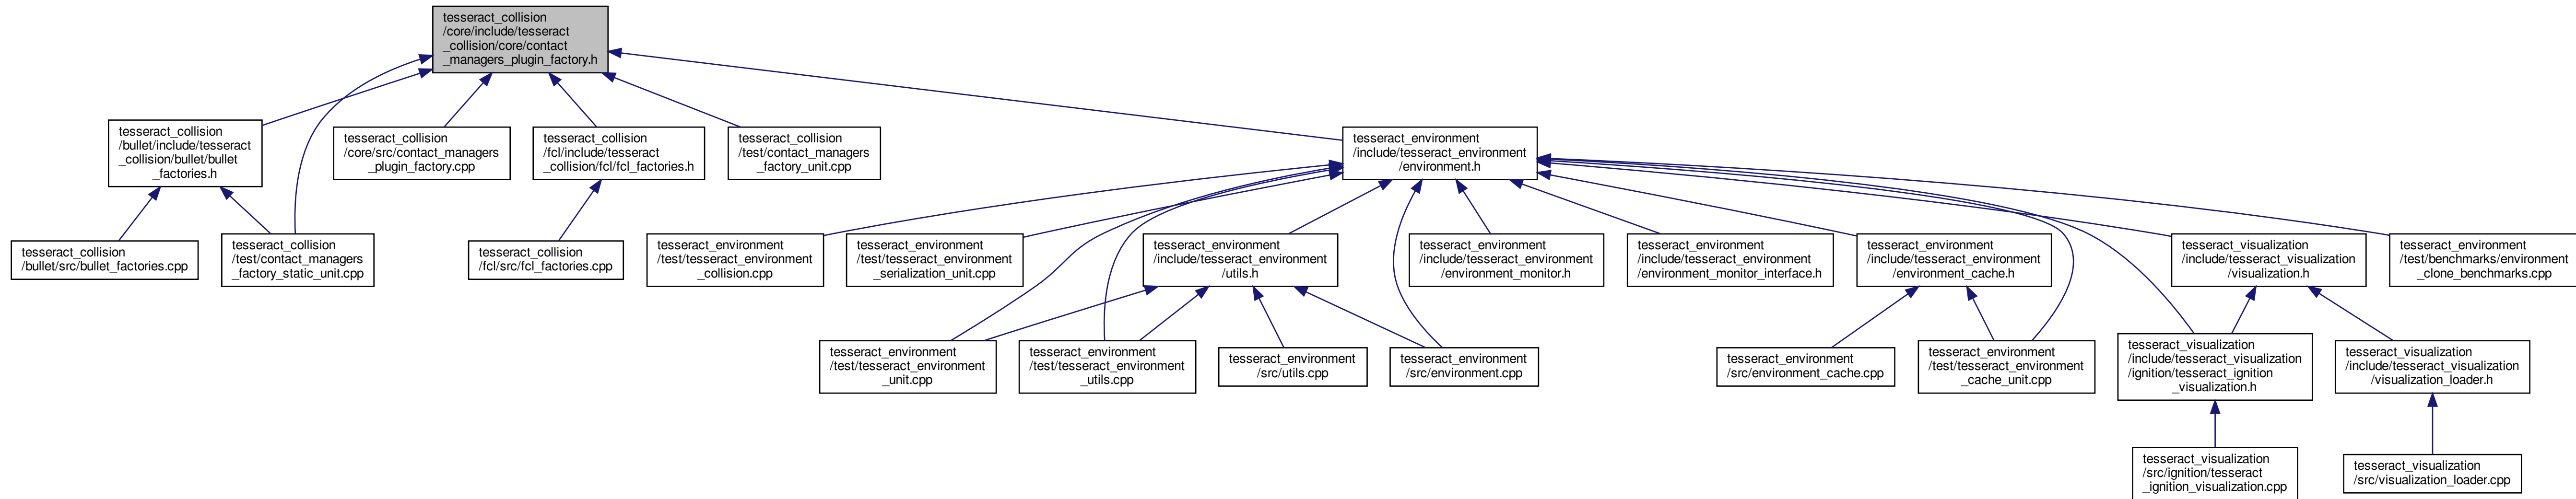 tesseract_collision
/core/include/tesseract
_collision/core/contact
_managers_plugin_factory.h
tesseract_collision
/bullet/include/tesseract
_collision/bullet/bullet
_factories.h
tesseract_collision
/core/src/contact_managers
_plugin_factory.cpp
tesseract_collision
/fcl/include/tesseract
_collision/fcl/fcl_factories.h
tesseract_collision
/test/contact_managers
_factory_unit.cpp
tesseract_environment
/include/tesseract_environment
/environment.h
tesseract_collision
/bullet/src/bullet_factories.cpp
tesseract_collision
/test/contact_managers
_factory_static_unit.cpp
tesseract_collision
/fcl/src/fcl_factories.cpp
tesseract_environment
/test/tesseract_environment
_collision.cpp
tesseract_environment
/test/tesseract_environment
_serialization_unit.cpp
tesseract_environment
/include/tesseract_environment
/utils.h
tesseract_environment
/include/tesseract_environment
/environment_monitor.h
tesseract_environment
/include/tesseract_environment
/environment_monitor_interface.h
tesseract_environment
/include/tesseract_environment
/environment_cache.h
tesseract_visualization
/include/tesseract_visualization
/visualization.h
tesseract_environment
/test/benchmarks/environment
_clone_benchmarks.cpp
tesseract_environment
/test/tesseract_environment
_unit.cpp
tesseract_environment
/test/tesseract_environment
_utils.cpp
tesseract_environment
/src/utils.cpp
tesseract_environment
/src/environment.cpp
tesseract_environment
/src/environment_cache.cpp
tesseract_environment
/test/tesseract_environment
_cache_unit.cpp
tesseract_visualization
/include/tesseract_visualization
/ignition/tesseract_ignition
_visualization.h
tesseract_visualization
/include/tesseract_visualization
/visualization_loader.h
tesseract_visualization
/src/ignition/tesseract
_ignition_visualization.cpp
tesseract_visualization
/src/visualization_loader.cpp